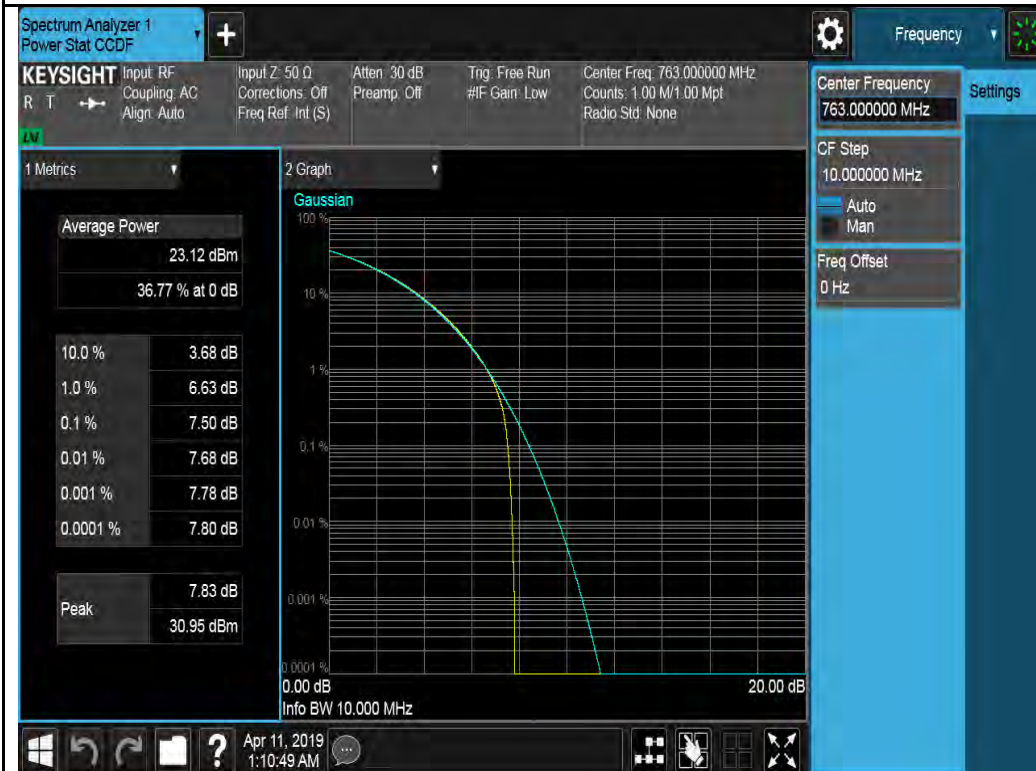 Spectrum Analyzer 1
Power Stat CCDF
+
Frequency
KEYSIGHT
R T
LXI
Input: RF
Coupling: AC
Align: Auto
Input Z: 50 Ω
Corrections: Off
Freq Ref: Int (S)
Atten: 30 dB
Preamp: Off
Trig: Free Run
#IF Gain: Low
Center Freq: 763.000000 MHz
Counts: 1.00 M/1.00 Mpt
Radio Std: None
Center Frequency
763.000000 MHz
Settings
CF Step
10.000000 MHz
Auto
Man
Freq Offset
0 Hz
1 Metrics
Average Power
23.12 dBm
36.77 % at 0 dB
10.0 % 3.68 dB
1.0 % 6.63 dB
0.1 % 7.50 dB
0.01 % 7.68 dB
0.001 % 7.78 dB
0.0001 % 7.80 dB
Peak 7.83 dB
30.95 dBm
2 Graph
Gaussian
100 %
10 %
1 %
0.1 %
0.01 %
0.001 %
0.0001 %
0.00 dB 20.00 dB
Info BW 10.000 MHz
?
Apr 11, 2019
1:10:49 AM